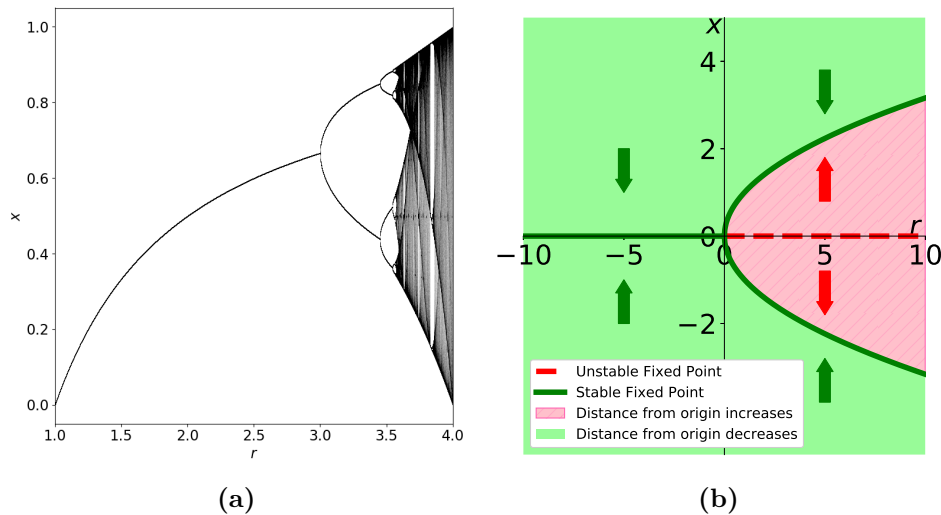 1.0
0.8
0.6
0.4
0.2
0.0
x
1.0 1.5 2.0 2.5 3.0 3.5 4.0
r
(a)
x
4
2
0
−2
r
−10 −5 0 5 10
Unstable Fixed Point
Stable Fixed Point
Distance from origin increases
Distance from origin decreases
(b)